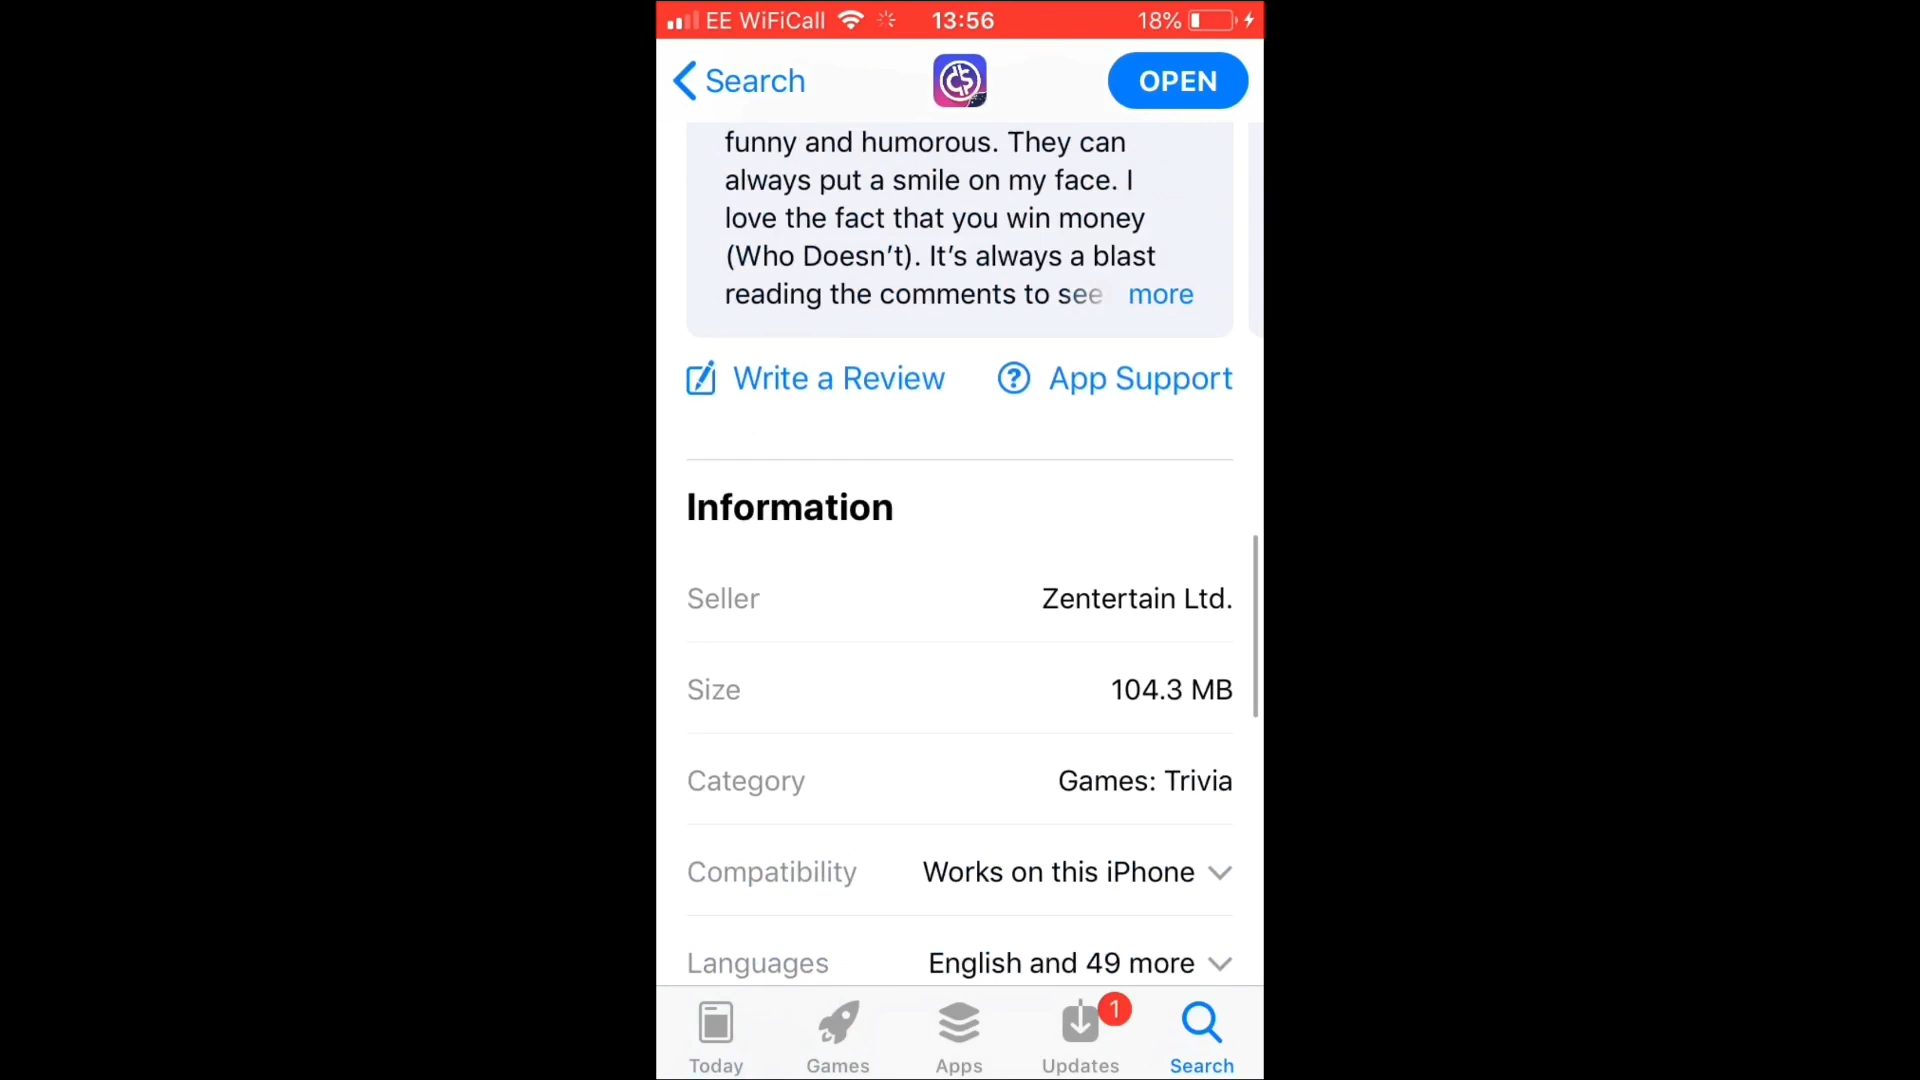 EE WiFiCall 13:56 18%
Search OPEN
funny and humorous. They can
always put a smile on my face. I
love the fact that you win money
(Who Doesn’t). It’s always a blast
reading the comments to see more
Write a Review ? App Support
Information
Seller Zentertain Ltd.
Size 104.3 MB
Category Games: Trivia
Compatibility Works on this iPhone
Languages English and 49 more
1
Today Games Apps Updates Search